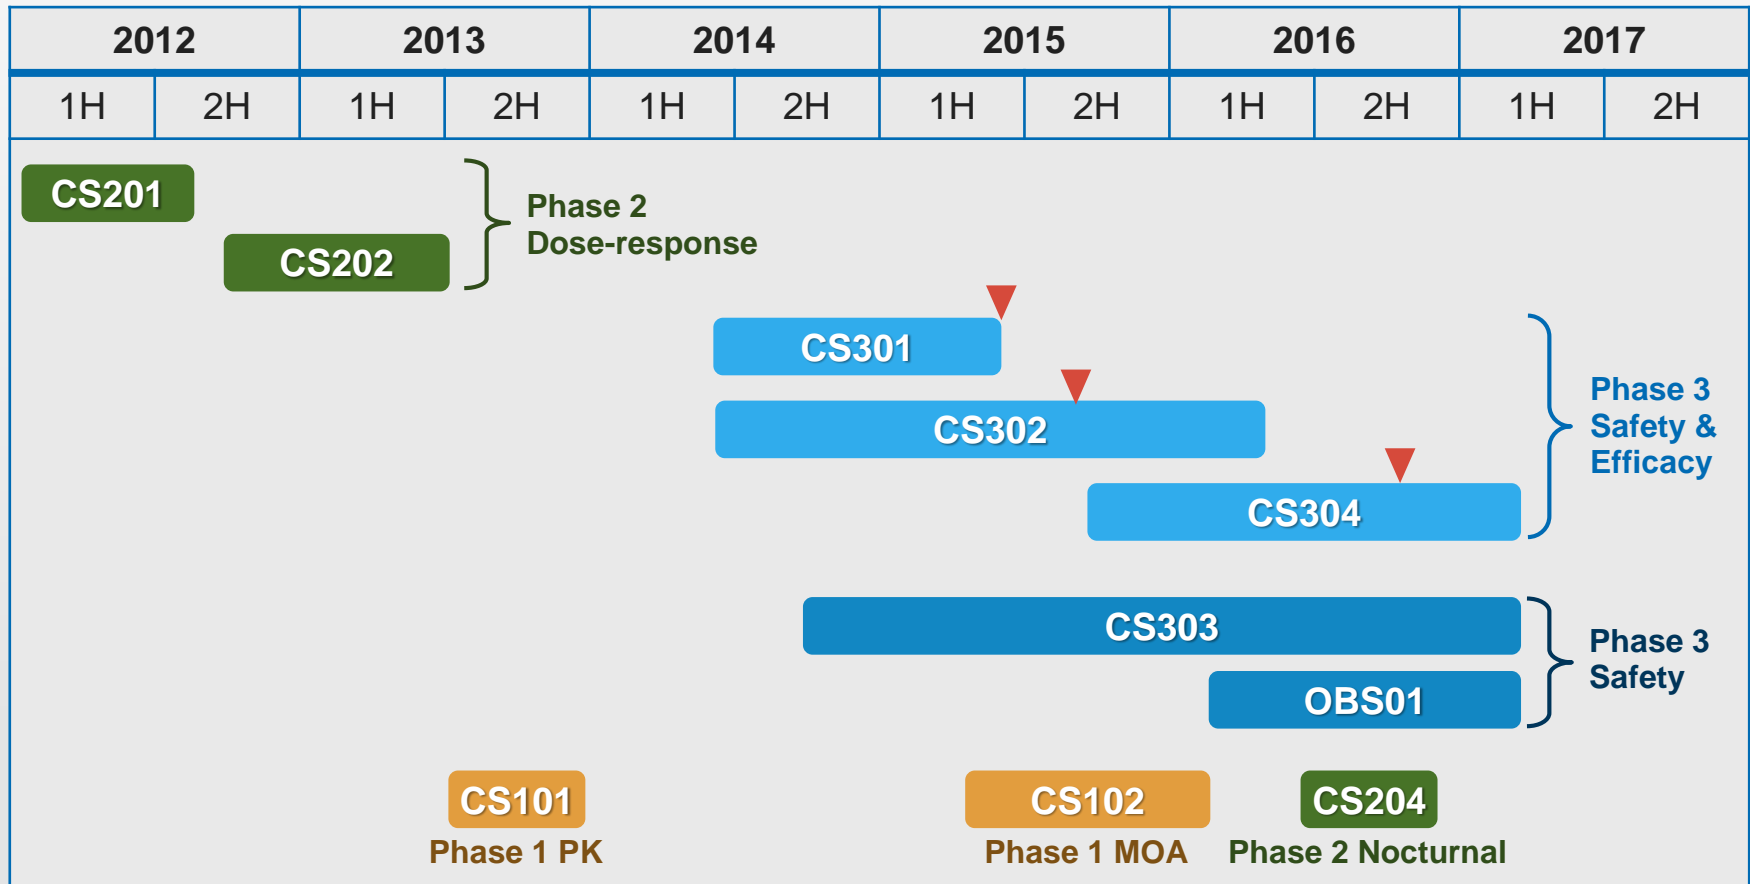 2012 2013 2014 2015 2016 2017
1H 2H 1H 2H 1H 2H 1H 2H 1H 2H 1H 2H
CS201
Phase 2
Dose-response
CS202
CS301
CS302
Phase 3
Safety &
Efficacy
CS304
CS303
Phase 3
Safety
OBS01
CS101 CS102 CS204
Phase 1 PK Phase 1 MOA Phase 2 Nocturnal